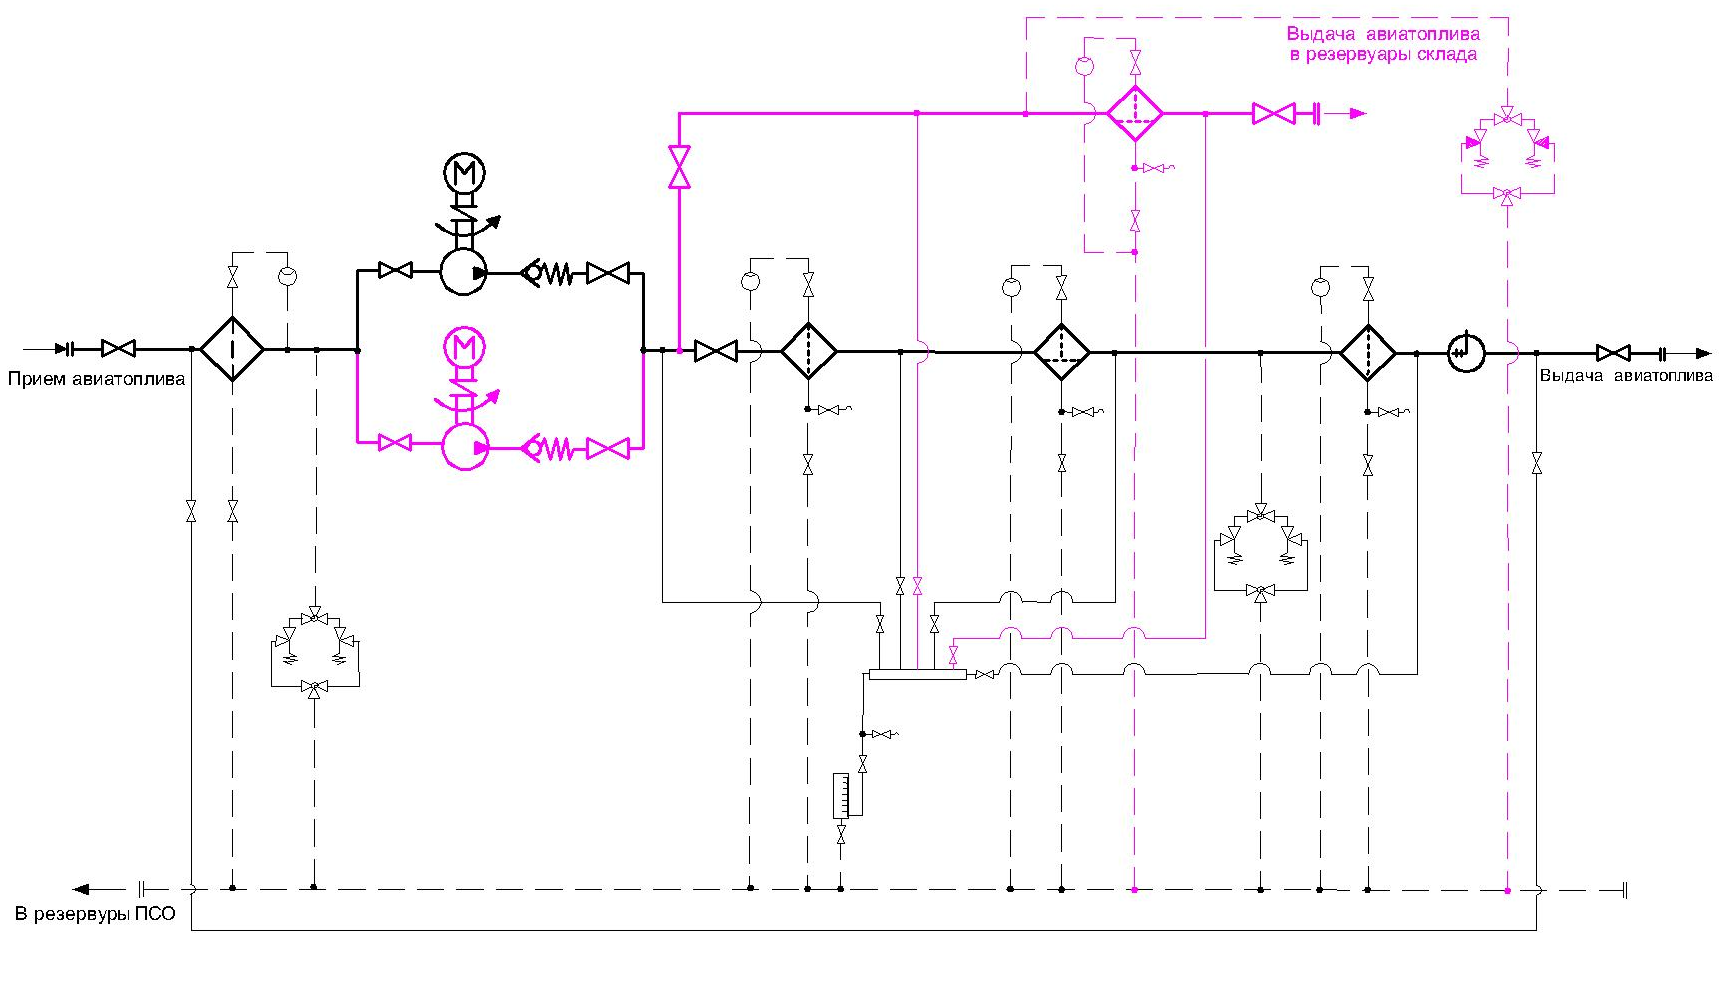 Выдача авиатоплива
в резервуары склада
М
М
Прием авиатоплива
Выдача авиатоплива
В резервуры ПСО